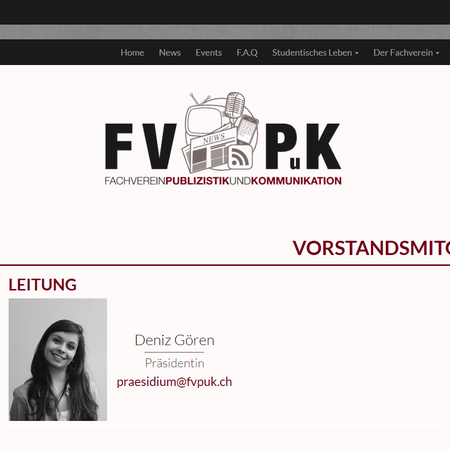 Home News Events F.A.Q Studentisches Leben Der Fachverein
FV PuK
NEWS
FACHVEREINPUBLIZISTIKUNDKOMMUNIKATION
VORSTANDSMITG
LEITUNG
Deniz Gören
Präsidentin
praesidium@fvpuk.ch